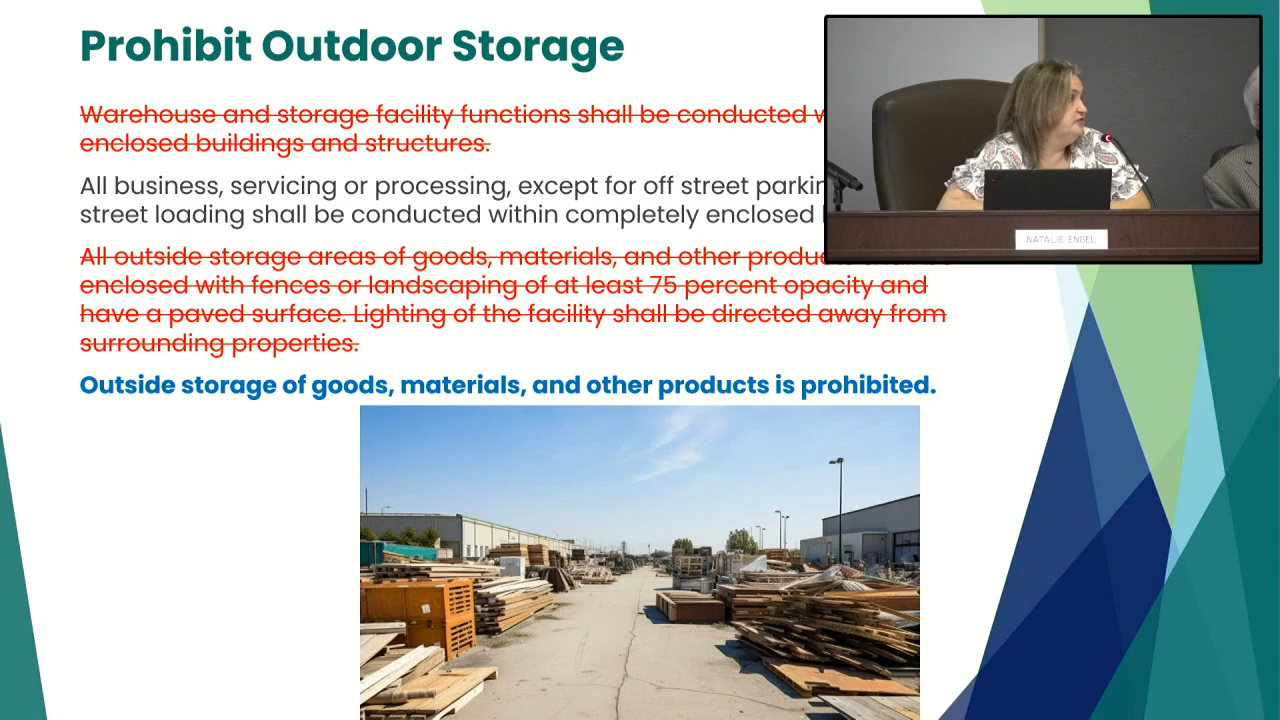 Prohibit Outdoor Storage
Warehouse and storage facility functions shall be conducted
enclosed buildings and structures.
All business, servicing or processing, except for off street
street loading shall be conducted within completely enclosed
All outside storage areas of goods, materials, and other
enclosed with fences or landscaping of at least 75 percent opacity and
have a paved surface. Lighting of the facility shall be directed away from
surrounding properties.
Outside storage of goods, materials, and other products is prohibited.
NATALIE ENGEL